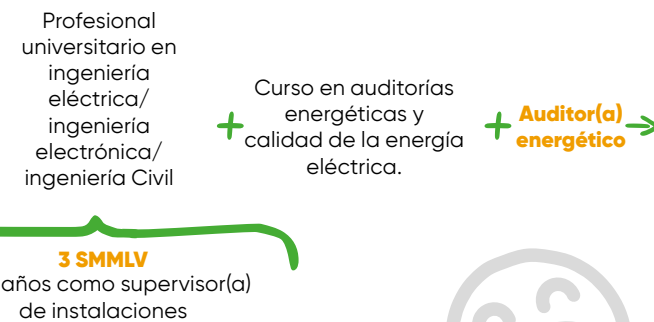 Profesional
universitario en
ingeniería
eléctrica/
ingeniería
electrónica/
ingeniería Civil
+
Curso en auditorías
energéticas y
calidad de la energía
eléctrica.
+
Auditor(a)
energético
3 SMMLV
años como supervisor(a)
de instalaciones